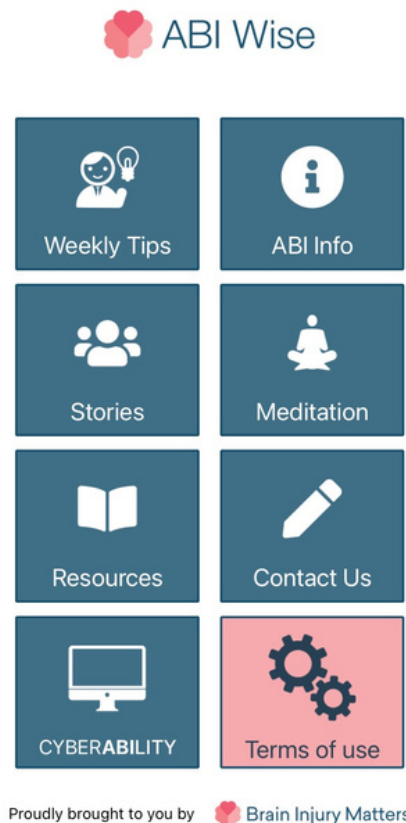 ABI Wise
Weekly Tips
ABI Info
Stories
Meditation
Resources
Contact Us
CYBERABILITY
Terms of use
Proudly brought to you by Brain Injury Matters